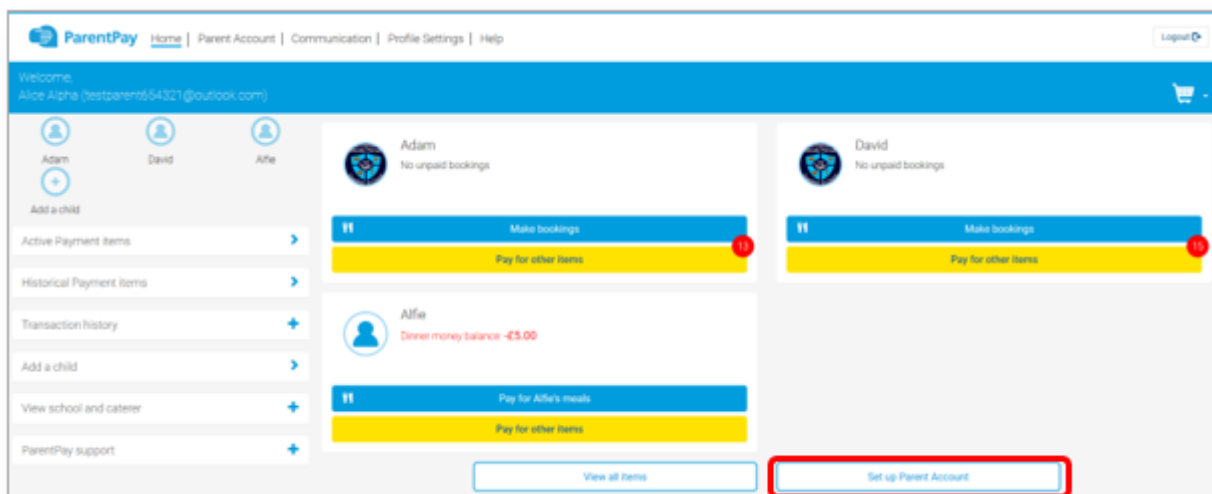 ParentPay Home | Parent Account | Communication | Profile Settings | Help
Logout
Welcome,
Alice Alpha (testparent654321@outlook.com)
Adam David Alfie
Add a child
Active Payment items
Historical Payment items
Transaction history
Add a child
View school and caterer
ParentPay support
Adam
No unpaid bookings
Make bookings
13
Pay for other items
David
No unpaid bookings
Make bookings
15
Pay for other items
Alfie
Dinner money balance: -£5.00
Pay for Alfie's meals
Pay for other items
View all items
Set up Parent Account